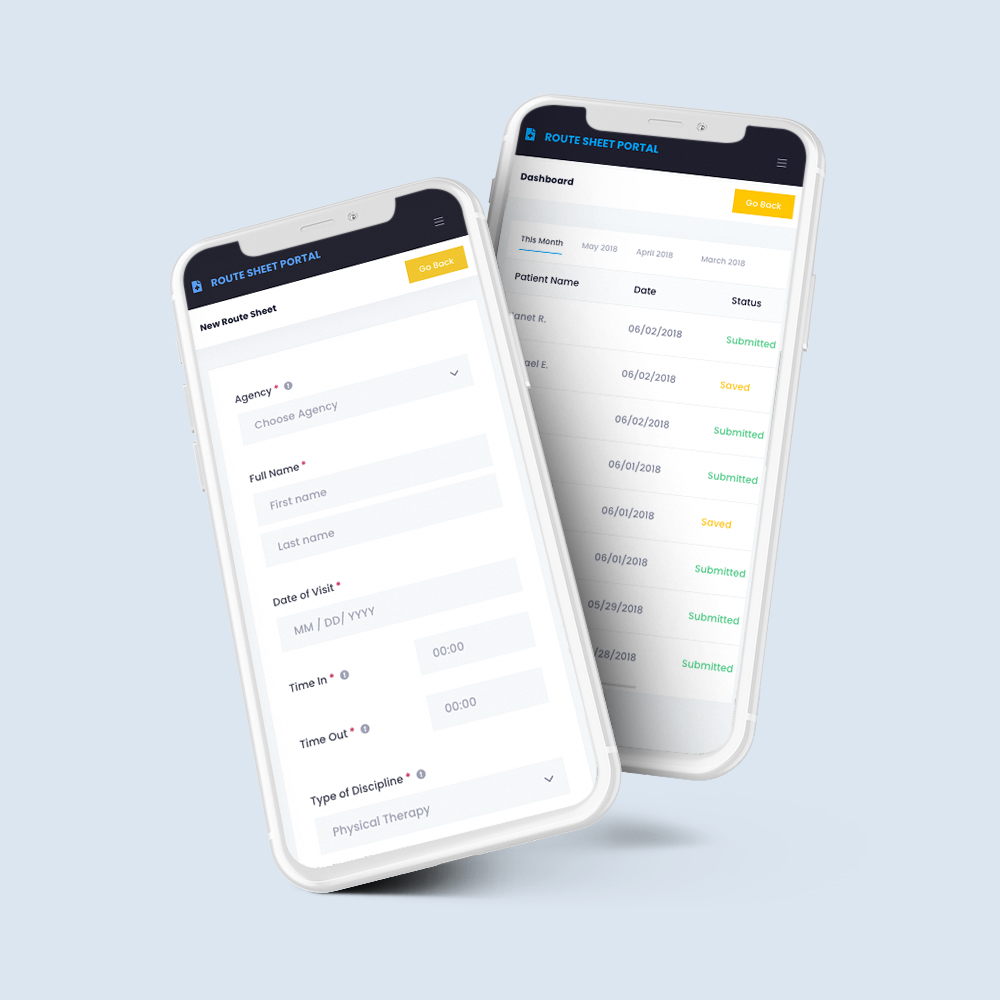 ROUTE SHEET PORTAL
New Route Sheet
Go Back
Agency *
Choose Agency
Full Name *
First name
Last name
Date of Visit *
MM / DD/ YYYY
Time In *
00:00
Time Out *
00:00
Type of Discipline *
Physical Therapy
ROUTE SHEET PORTAL
Dashboard
Go Back
This Month May 2018 April 2018 March 2018
Patient Name Date Status
anet R. 06/02/2018 Submitted
ael E. 06/02/2018 Saved
06/02/2018 Submitted
06/01/2018 Submitted
06/01/2018 Saved
06/01/2018 Submitted
05/29/2018 Submitted
/28/2018 Submitted